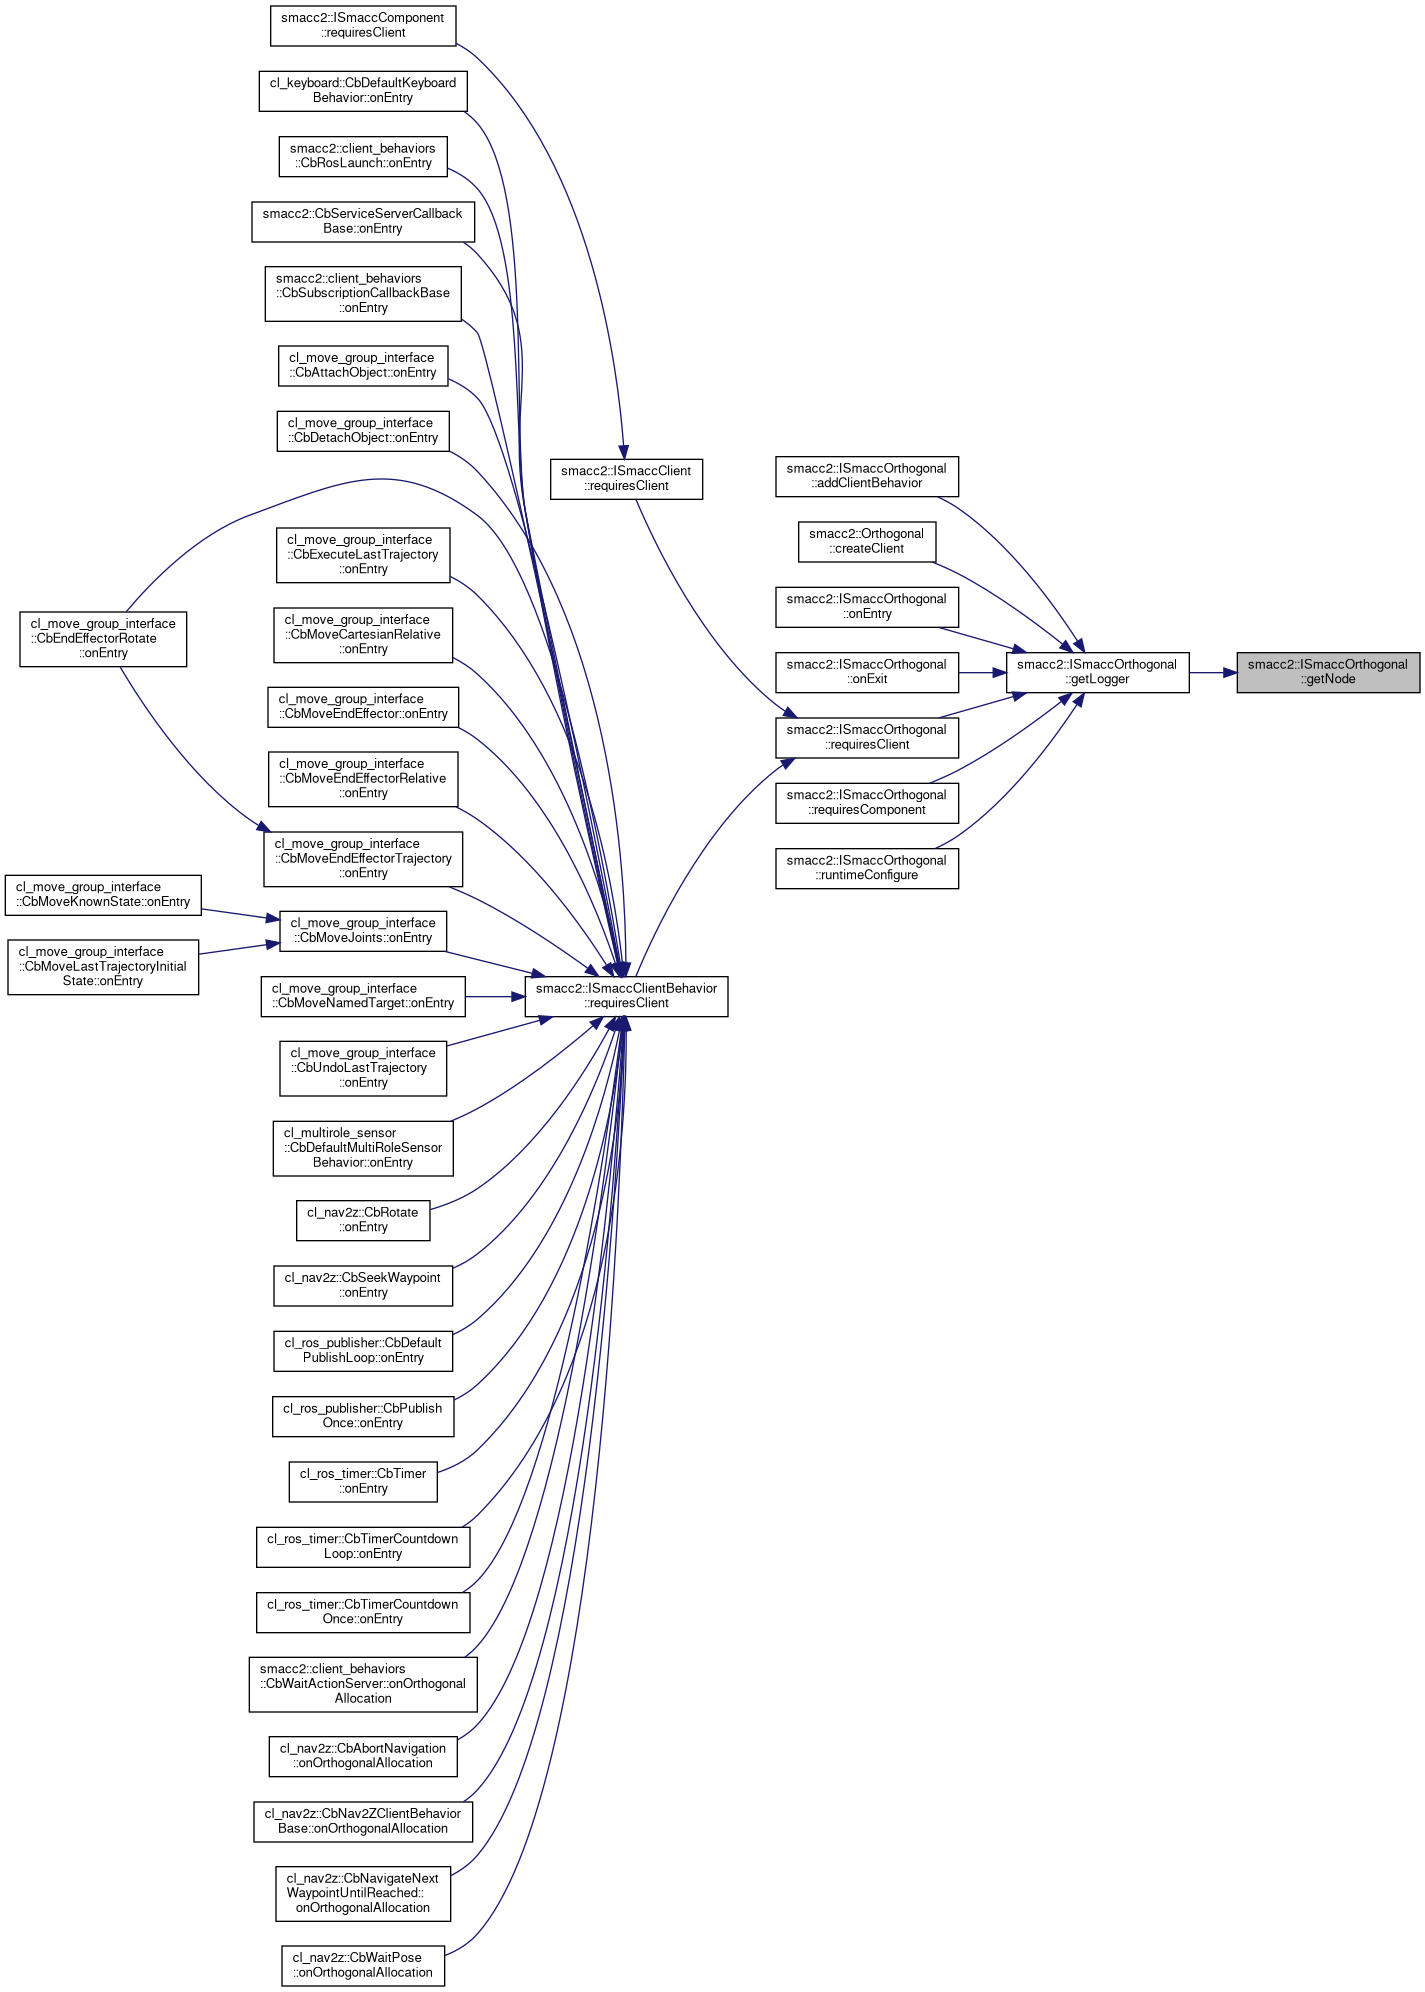 smacc2::ISmaccComponent
::requiresClient
cl_keyboard::CbDefaultKeyboard
Behavior::onEntry
smacc2::client_behaviors
::CbRosLaunch::onEntry
smacc2::CbServiceServerCallback
Base::onEntry
smacc2::client_behaviors
::CbSubscriptionCallbackBase
::onEntry
cl_move_group_interface
::CbAttachObject::onEntry
cl_move_group_interface
::CbDetachObject::onEntry
cl_move_group_interface
::CbExecuteLastTrajectory
::onEntry
cl_move_group_interface
::CbMoveCartesianRelative
::onEntry
cl_move_group_interface
::CbMoveEndEffector::onEntry
cl_move_group_interface
::CbMoveEndEffectorRelative
::onEntry
cl_move_group_interface
::CbMoveEndEffectorTrajectory
::onEntry
cl_move_group_interface
::CbMoveJoints::onEntry
cl_move_group_interface
::CbMoveNamedTarget::onEntry
cl_move_group_interface
::CbUndoLastTrajectory
::onEntry
cl_multirole_sensor
::CbDefaultMultiRoleSensor
Behavior::onEntry
cl_nav2z::CbRotate
::onEntry
cl_nav2z::CbSeekWaypoint
::onEntry
cl_ros_publisher::CbDefault
PublishLoop::onEntry
cl_ros_publisher::CbPublish
Once::onEntry
cl_ros_timer::CbTimer
::onEntry
cl_ros_timer::CbTimerCountdown
Loop::onEntry
cl_ros_timer::CbTimerCountdown
Once::onEntry
smacc2::client_behaviors
::CbWaitActionServer::onOrthogonal
Allocation
cl_nav2z::CbAbortNavigation
::onOrthogonalAllocation
cl_nav2z::CbNav2ZClientBehavior
Base::onOrthogonalAllocation
cl_nav2z::CbNavigateNext
WaypointUntilReached::
onOrthogonalAllocation
cl_nav2z::CbWaitPose
::onOrthogonalAllocation
cl_move_group_interface
::CbEndEffectorRotate
::onEntry
cl_move_group_interface
::CbMoveKnownState::onEntry
cl_move_group_interface
::CbMoveLastTrajectoryInitial
State::onEntry
smacc2::ISmaccClient
::requiresClient
smacc2::ISmaccClientBehavior
::requiresClient
smacc2::ISmaccOrthogonal
::addClientBehavior
smacc2::Orthogonal
::createClient
smacc2::ISmaccOrthogonal
::onEntry
smacc2::ISmaccOrthogonal
::onExit
smacc2::ISmaccOrthogonal
::requiresClient
smacc2::ISmaccOrthogonal
::requiresComponent
smacc2::ISmaccOrthogonal
::runtimeConfigure
smacc2::ISmaccOrthogonal
::getLogger
smacc2::ISmaccOrthogonal
::getNode